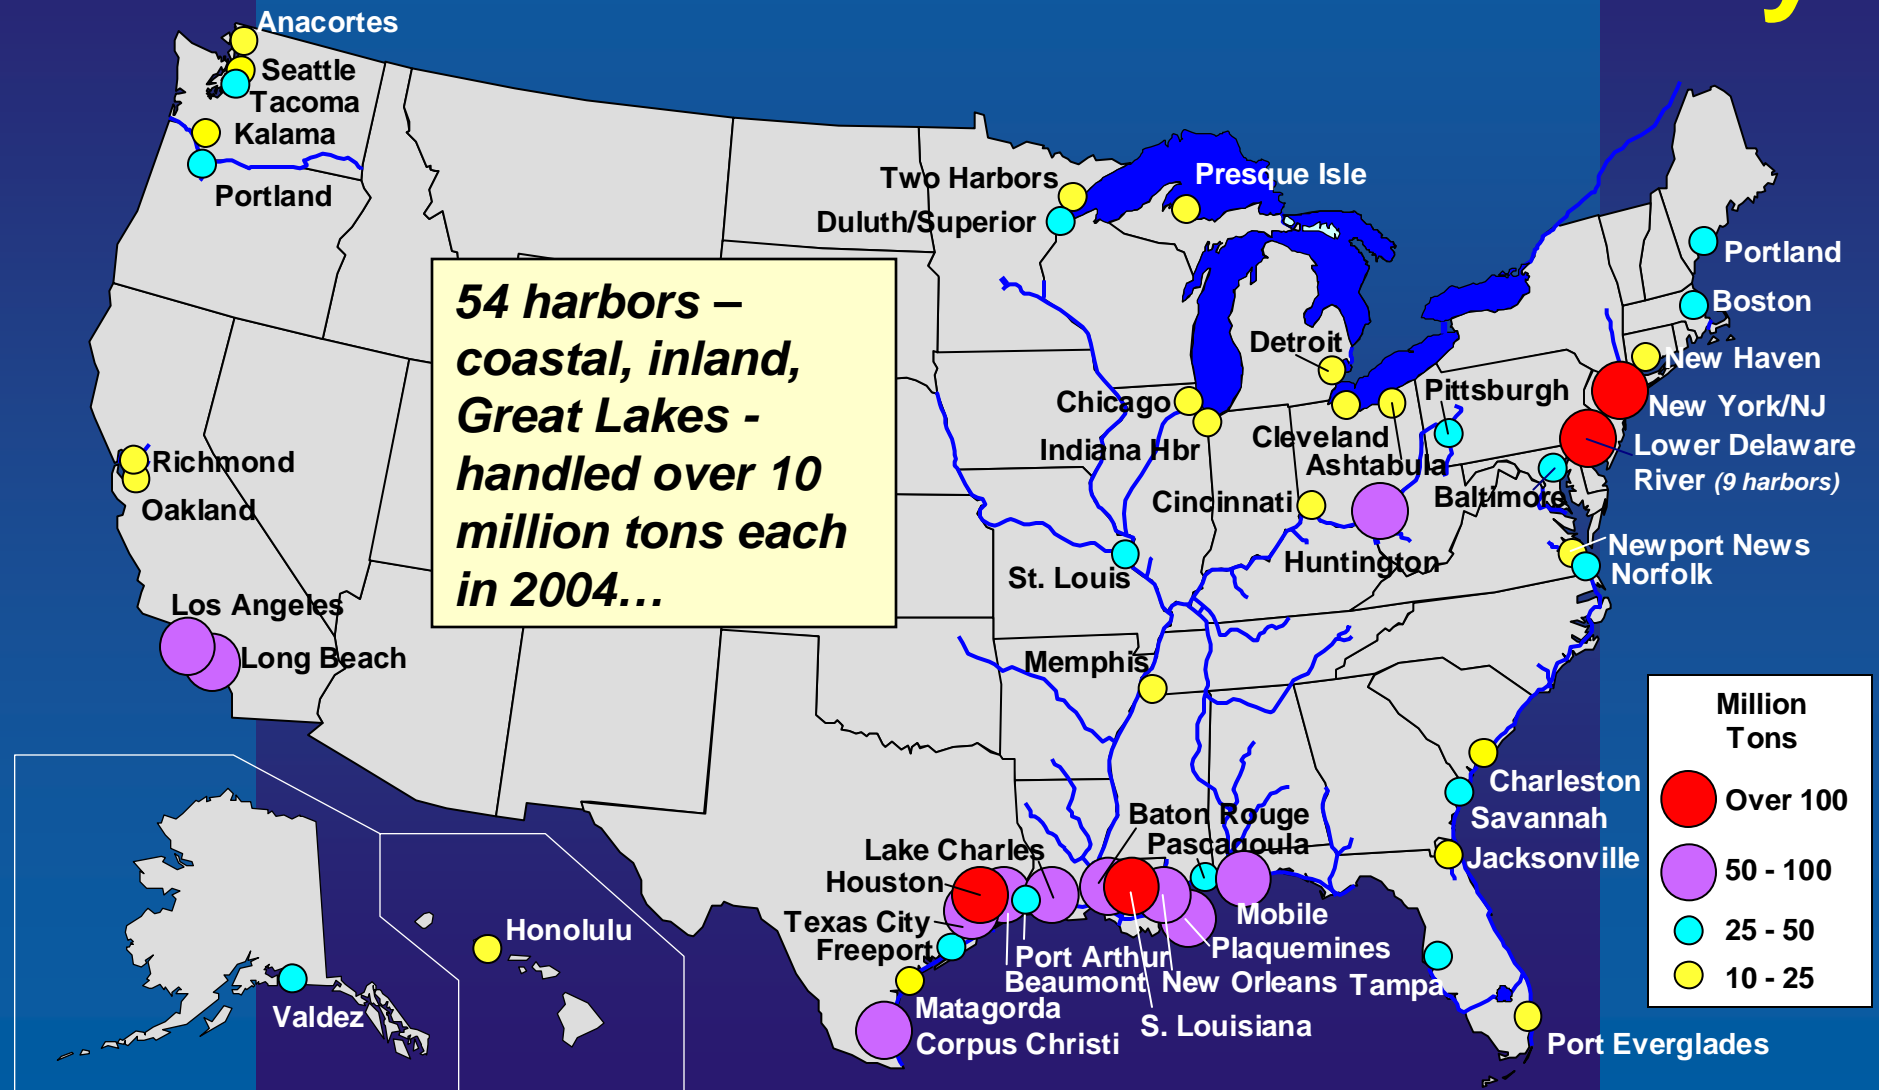 y
Anacortes
Seattle
Tacoma
Kalama
Portland
Two Harbors
Duluth/Superior
Presque Isle
Portland
Boston
New Haven
New York/NJ
Lower Delaware
River (9 harbors)
Detroit
Chicago
Indiana Hbr
Cleveland
Ashtabula
Pittsburgh
Baltimore
Cincinnati
Huntington
Newport News
Norfolk
St. Louis
Memphis
54 harbors –
coastal, inland,
Great Lakes -
handled over 10
million tons each
in 2004…
Richmond
Oakland
Los Angeles
Long Beach
Million
Tons
Over 100
50 - 100
25 - 50
10 - 25
Charleston
Savannah
Jacksonville
Baton Rouge
Pascagoula
Lake Charles
Houston
Texas City
Freeport
Port Arthur
Beaumont
New Orleans
Mobile
Plaquemines
Tampa
Matagorda
Corpus Christi
S. Louisiana
Port Everglades
Honolulu
Valdez